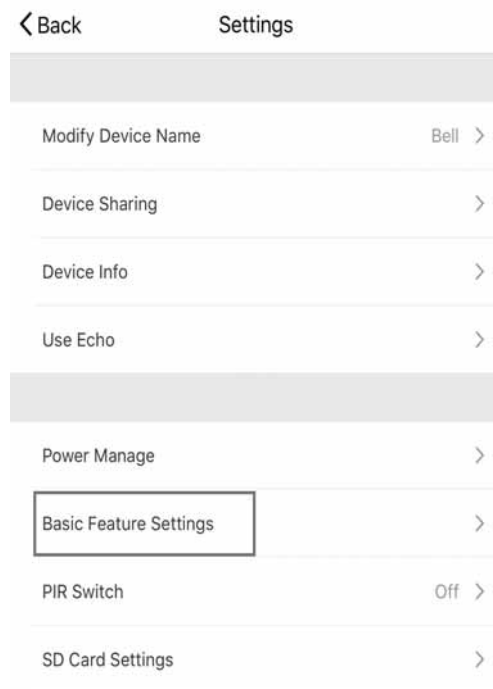 Back Settings
Modify Device Name Bell
Device Sharing
Device Info
Use Echo
Power Manage
Basic Feature Settings
PIR Switch Off
SD Card Settings